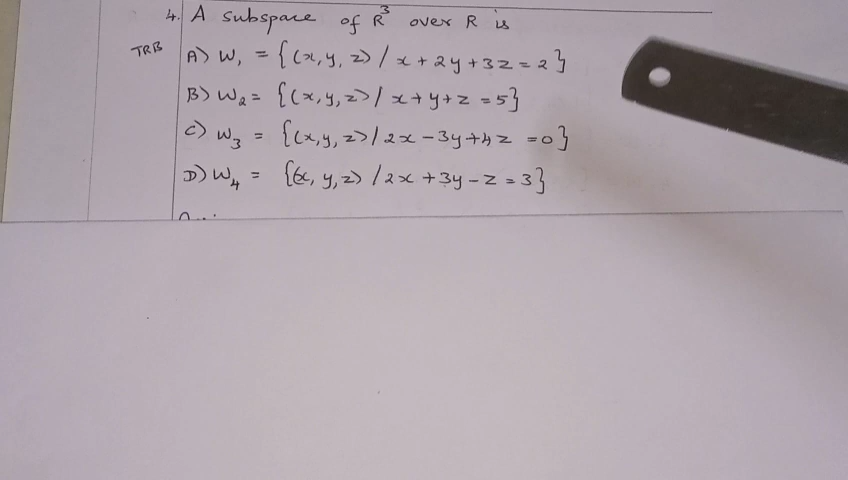 4. A subspace of R³ over R is
TRB
A) W₁ = {(x, y, z) / x + 2y + 3z = 2}
B) W₂ = {(x, y, z) / x + y + z = 5}
C) W₃ = {(x, y, z) / 2x - 3y + 4z = 0}
D) W₄ = {(x, y, z) / 2x + 3y - z = 3}